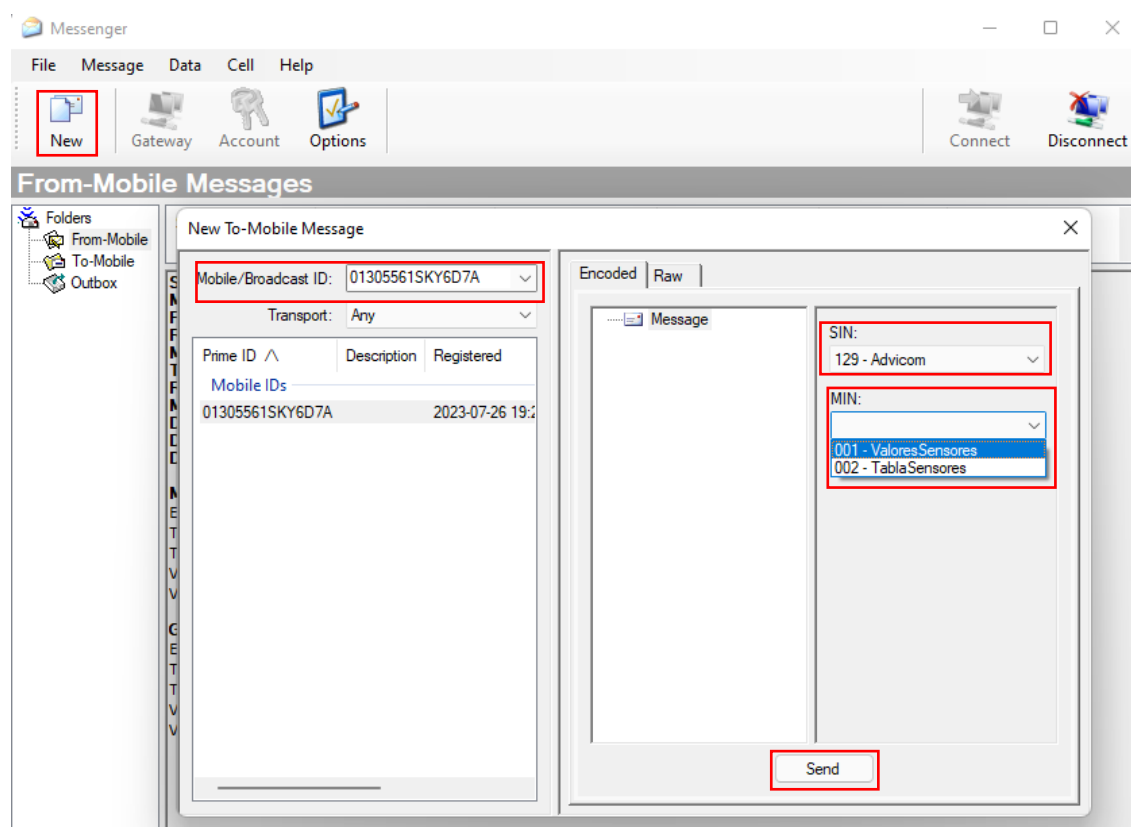 Messenger
File Message Data Cell Help
New Gateway Account Options Connect Disconnect
From-Mobile Messages
Folders
From-Mobile
To-Mobile
Outbox
New To-Mobile Message
Mobile/Broadcast ID: 01305561SKY6D7A
Transport: Any
Prime ID Description Registered
Mobile IDs
01305561SKY6D7A 2023-07-26 19:2
Encoded Raw
Message
SIN:
129 - Advicom
MIN:
001 - ValoresSensores
002 - TablaSensores
Send